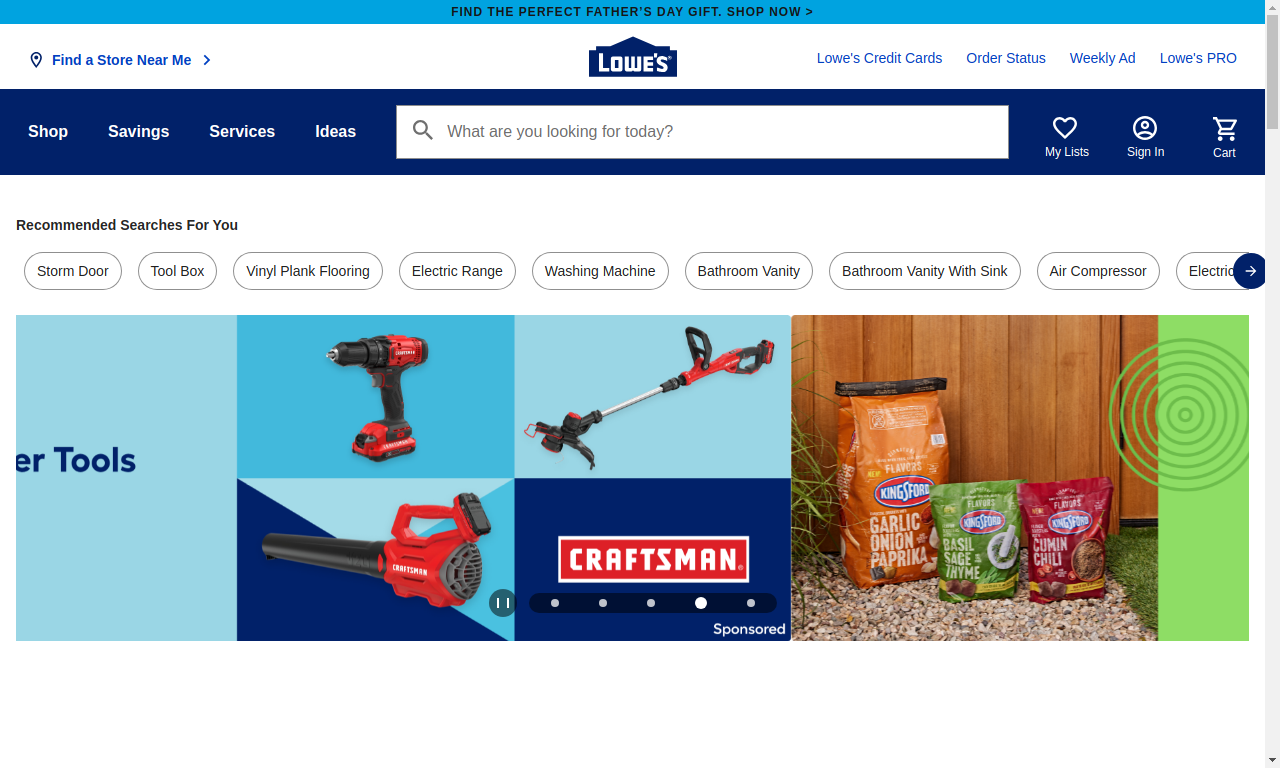 FIND THE PERFECT FATHER'S DAY GIFT. SHOP NOW >
Find a Store Near Me
LOWE'S
Lowe's Credit Cards
Order Status
Weekly Ad
Lowe's PRO
Shop
Savings
Services
Ideas
What are you looking for today?
My Lists
Sign In
Cart
Recommended Searches For You
Storm Door
Tool Box
Vinyl Plank Flooring
Electric Range
Washing Machine
Bathroom Vanity
Bathroom Vanity With Sink
Air Compressor
Electric
er Tools
CRAFTSMAN
CRAFTSMAN
CRAFTSMAN
Sponsored
FLAVORS
KINGSFORD
GARLIC
ONION
PAPRIKA
FLAVORS
KINGSFORD
BASIL
SAGE
THYME
FLAVORS
KINGSFORD
CUMIN
CHILI